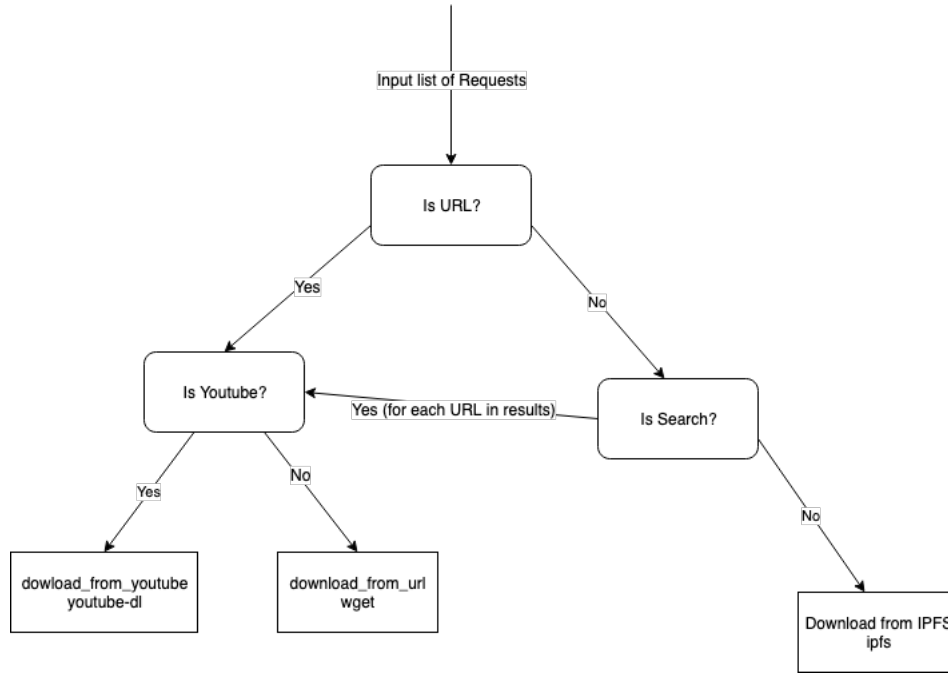 Input list of Requests
Is URL?
Yes
No
Is Youtube?
Yes (for each URL in results)
Is Search?
Yes
No
No
dowload_from_youtube
youtube-dl
download_from_url
wget
Download from IPFS
ipfs